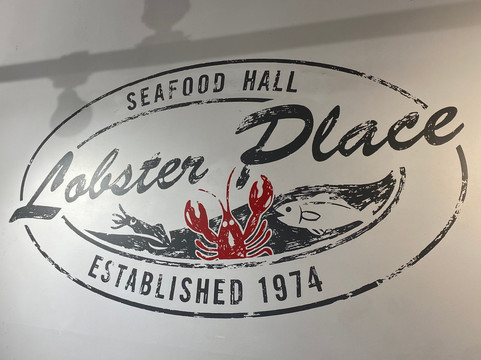 SEAFOOD HALL
Lobster Place
ESTABLISHED 1974